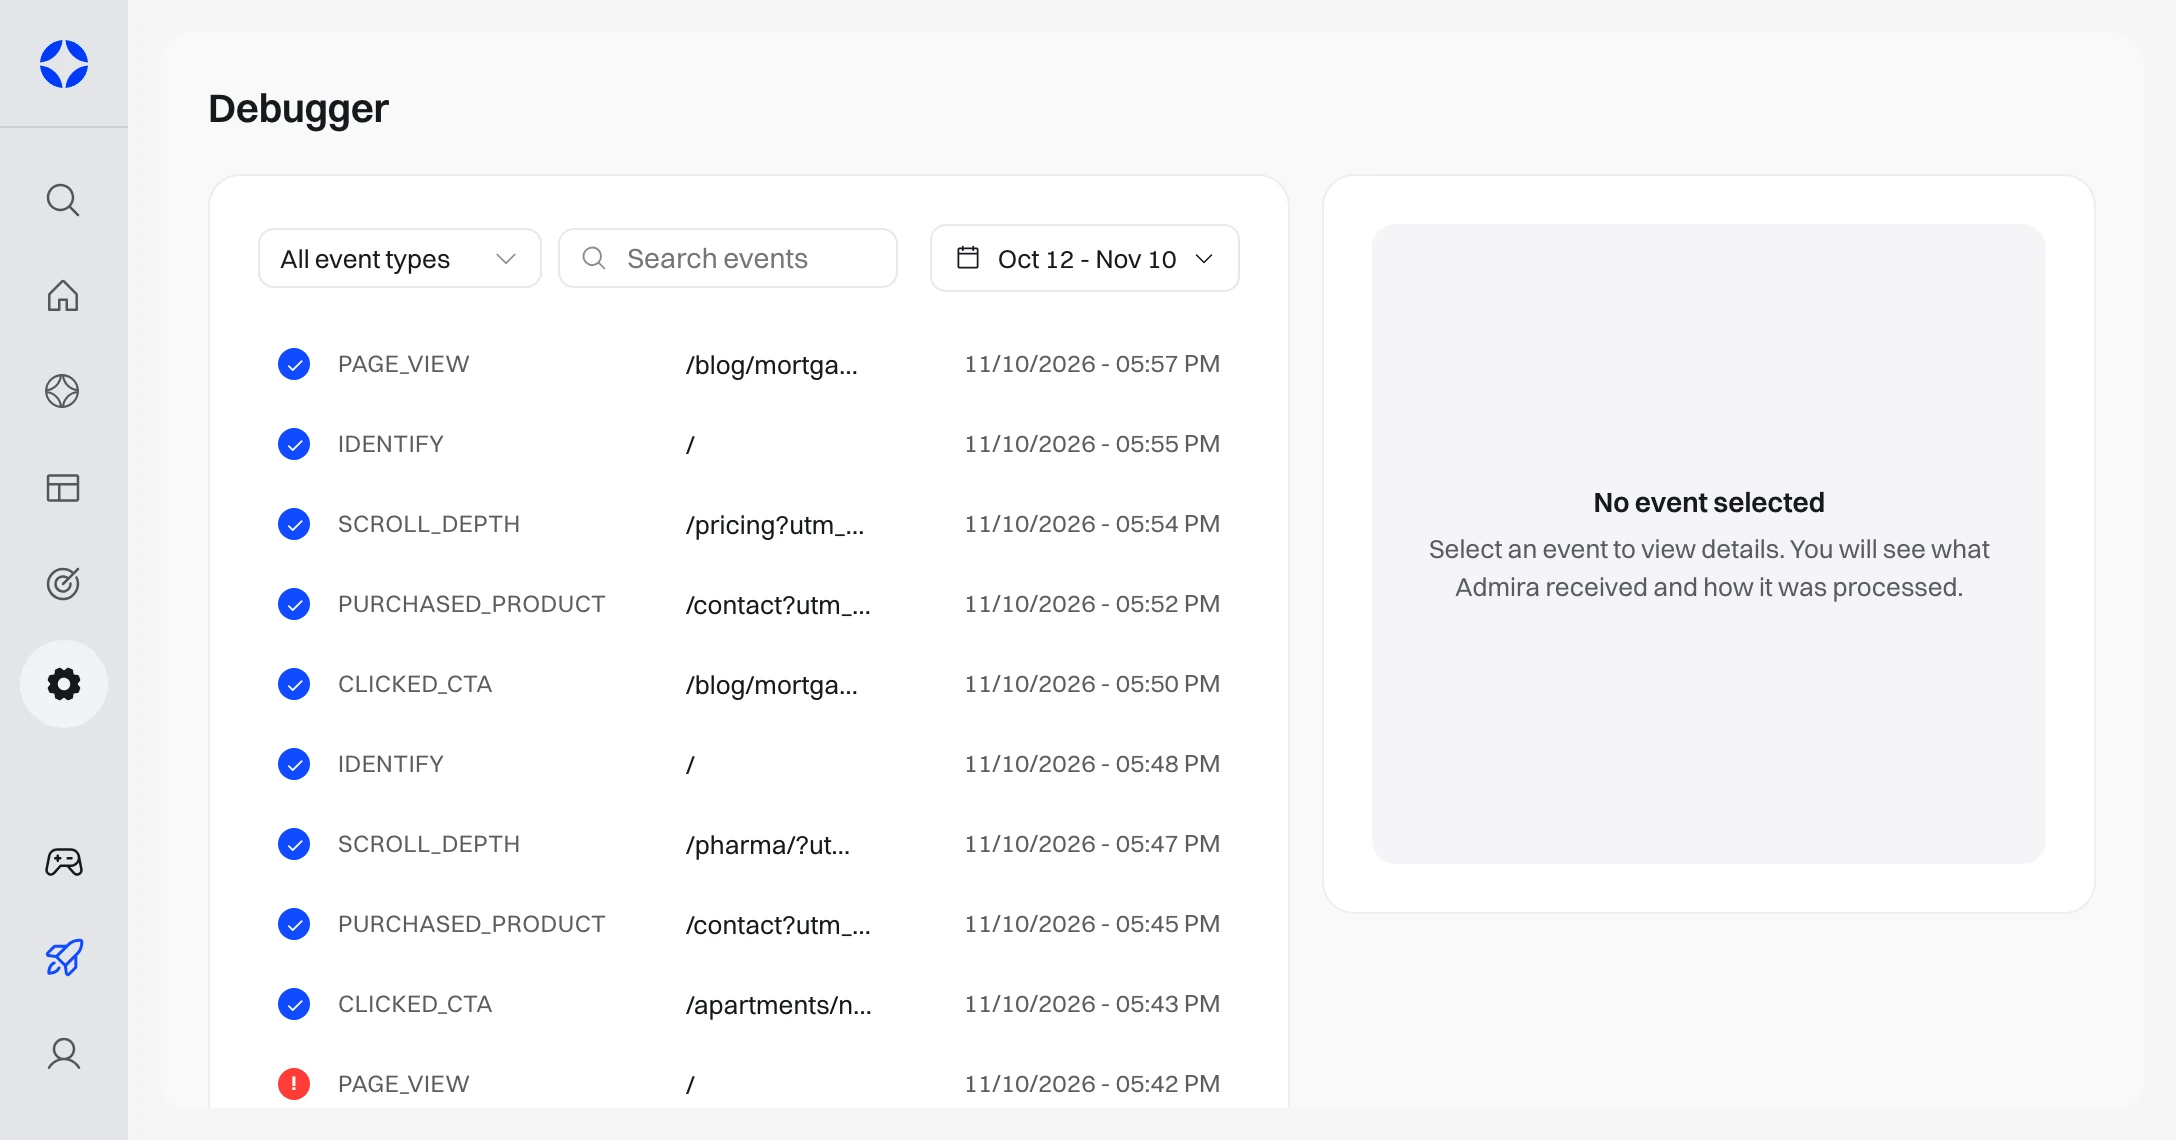 Debugger
All event types
Search events
Oct 12 - Nov 10
PAGE_VIEW /blog/mortga... 11/10/2026 - 05:57 PM
IDENTIFY / 11/10/2026 - 05:55 PM
SCROLL_DEPTH /pricing?utm_... 11/10/2026 - 05:54 PM
PURCHASED_PRODUCT /contact?utm_... 11/10/2026 - 05:52 PM
CLICKED_CTA /blog/mortga... 11/10/2026 - 05:50 PM
IDENTIFY / 11/10/2026 - 05:48 PM
SCROLL_DEPTH /pharma/?ut... 11/10/2026 - 05:47 PM
PURCHASED_PRODUCT /contact?utm_... 11/10/2026 - 05:45 PM
CLICKED_CTA /apartments/n... 11/10/2026 - 05:43 PM
PAGE_VIEW / 11/10/2026 - 05:42 PM
No event selected
Select an event to view details. You will see what
Admira received and how it was processed.